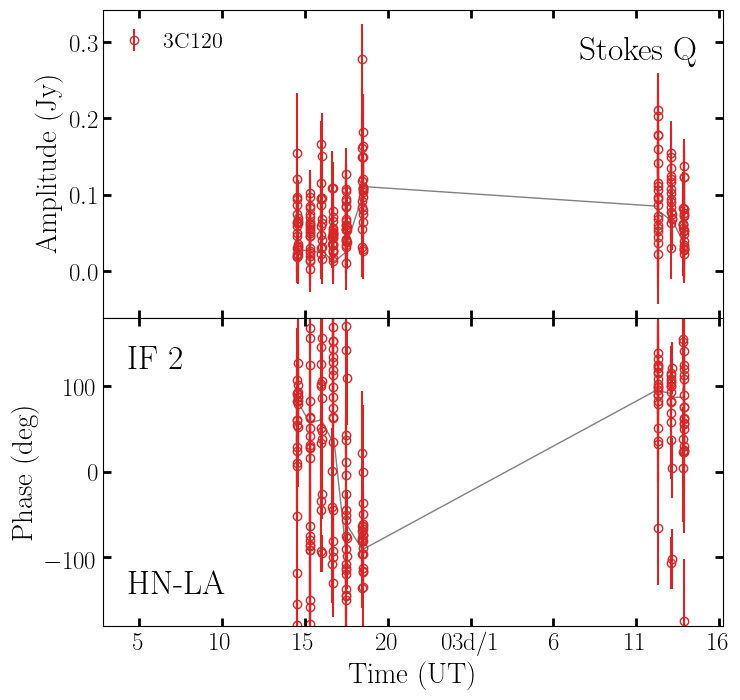 3C120
Stokes Q
0.3
0.2
0.1
0.0
Amplitude (Jy)
IF 2
100
0
−100
Phase (deg)
HN-LA
5 10 15 20 03d/1 6 11 16
Time (UT)